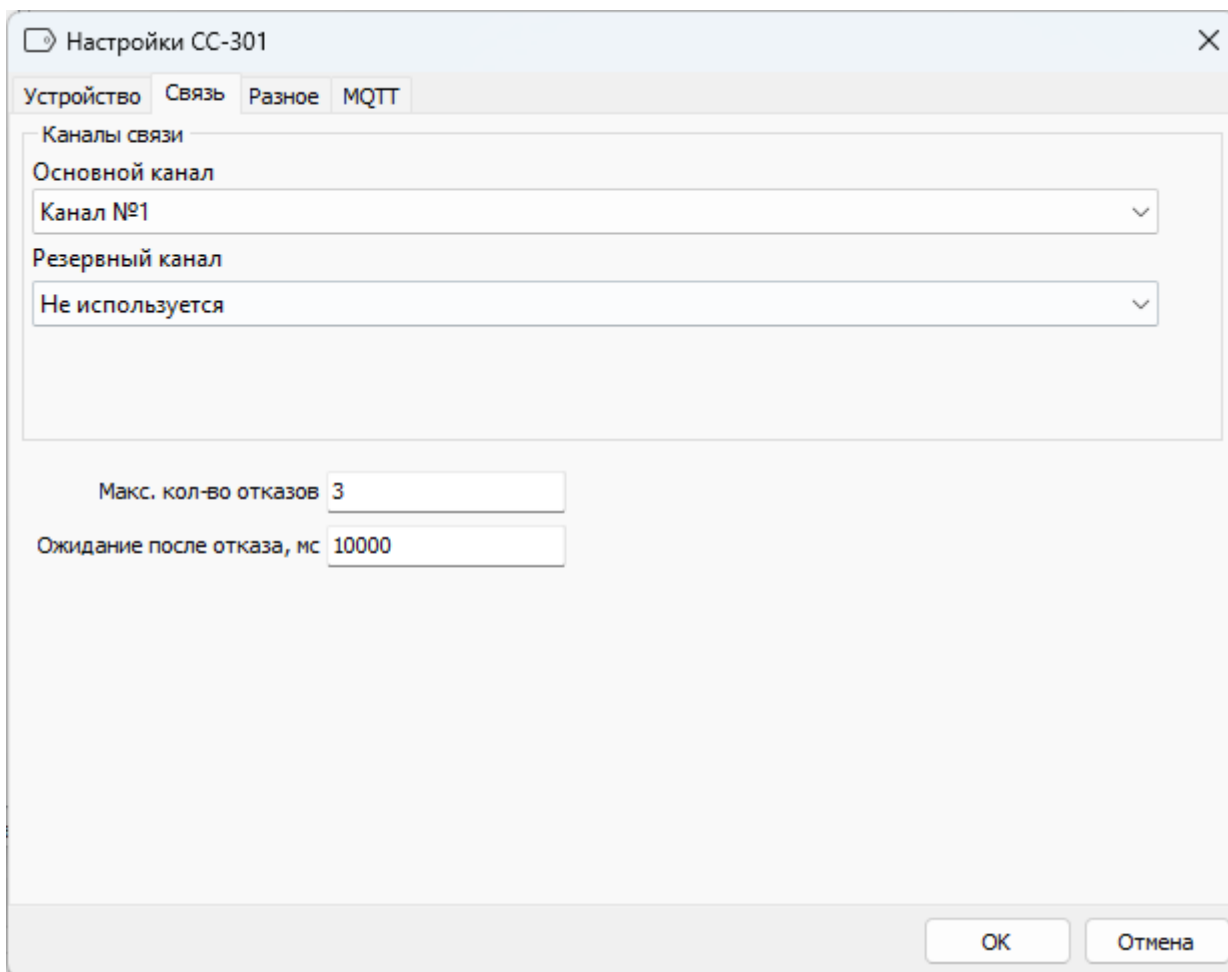 Настройки СС-301
Устройство Связь Разное MQTT
Каналы связи
Основной канал
Канал №1
Резервный канал
Не используется
Макс. кол-во отказов 3
Ожидание после отказа, мс 10000
ОК Отмена